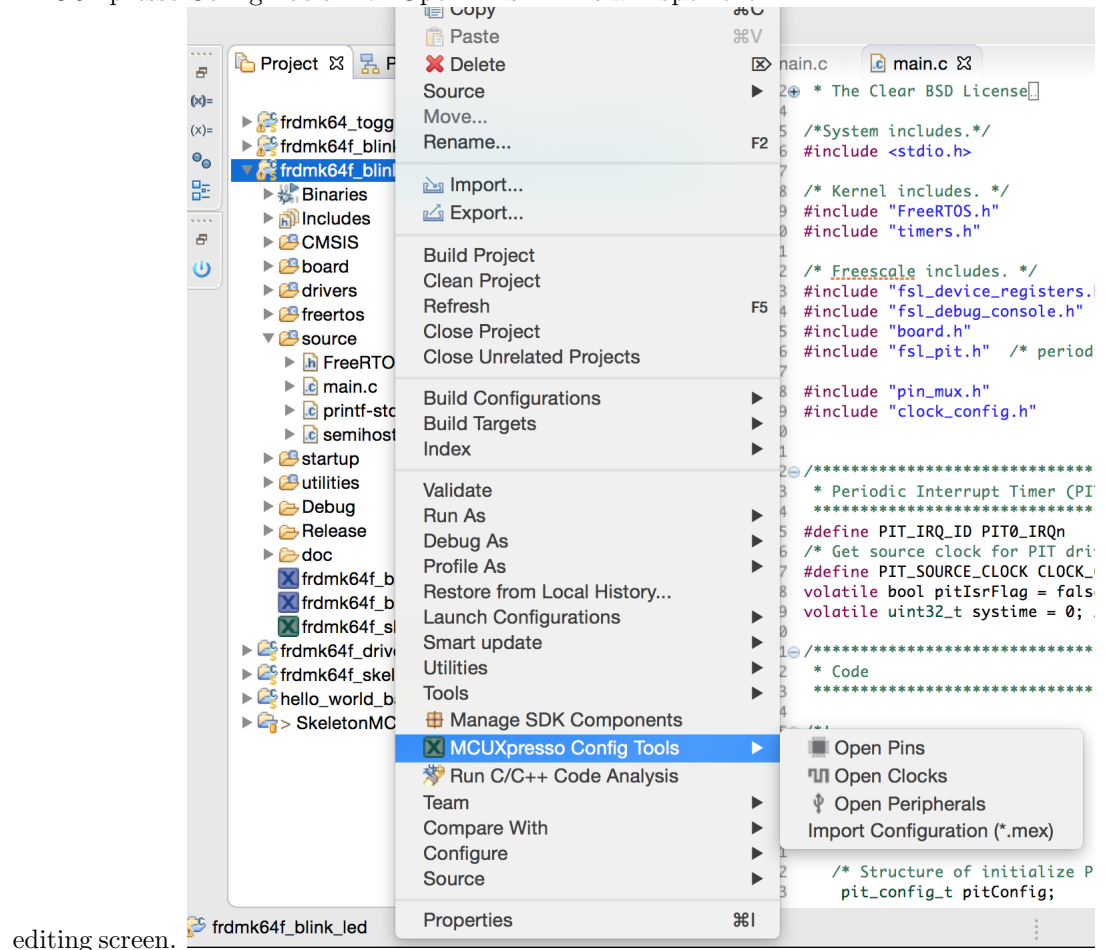 Copy ⌘C
Paste ⌘V
Delete
Source
Move...
Rename... F2
Import...
Export...
Build Project
Clean Project
Refresh F5
Close Project
Close Unrelated Projects
Build Configurations
Build Targets
Index
Validate
Run As
Debug As
Profile As
Restore from Local History...
Launch Configurations
Smart update
Utilities
Tools
Manage SDK Components
MCUXpresso Config Tools
Run C/C++ Code Analysis
Team
Compare With
Configure
Source
Properties ⌘I
Open Pins
Open Clocks
Open Peripherals
Import Configuration (*.mex)
Project
P
(x)=
(x)=
frdmk64_togg
frdmk64f_blin
frdmk64f_blin
Binaries
Includes
CMSIS
board
drivers
freertos
source
FreeRTO
main.c
printf-stc
semihost
startup
utilities
Debug
Release
doc
frdmk64f_b
frdmk64f_b
frdmk64f_sl
frdmk64f_driv
frdmk64f_skel
hello_world_b
> SkeletonMC
frdmk64f_blink_led
main.c
main.c
* The Clear BSD License
/*System includes.*/
#include <stdio.h>
/* Kernel includes. */
#include "FreeRTOS.h"
#include "timers.h"
/* Freescale includes. */
#include "fsl_device_registers.
#include "fsl_debug_console.h"
#include "board.h"
#include "fsl_pit.h" /* period
#include "pin_mux.h"
#include "clock_config.h"
/*******************************
* Periodic Interrupt Timer (PI
*******************************
#define PIT_IRQ_ID PIT0_IRQn
/* Get source clock for PIT dri
#define PIT_SOURCE_CLOCK CLOCK_
volatile bool pitIsrFlag = fals
volatile uint32_t systime = 0;
/*******************************
* Code
*******************************
/* Structure of initialize P
pit_config_t pitConfig;
editing screen.